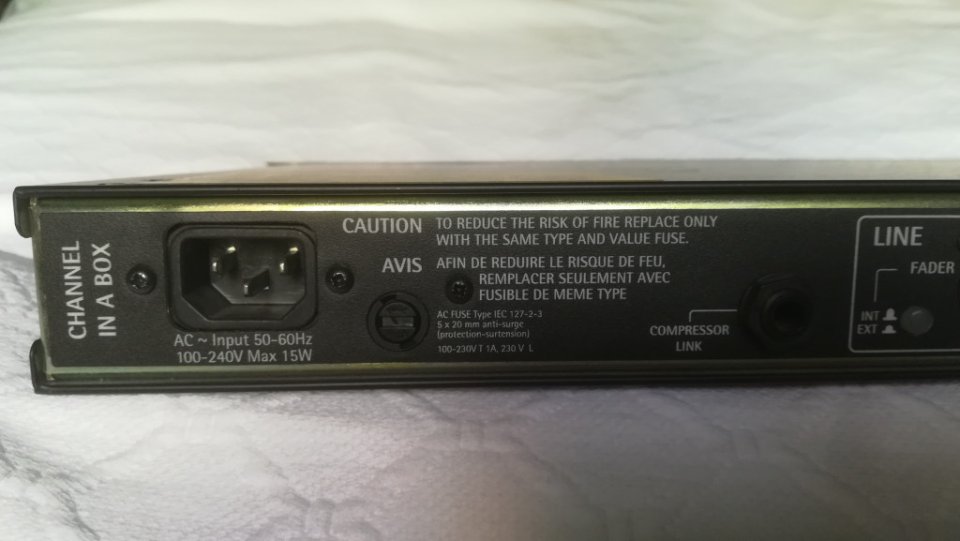 CHANNEL
IN A BOX
AC ~ Input 50-60Hz
100-240V Max 15W
CAUTION TO REDUCE THE RISK OF FIRE REPLACE ONLY
WITH THE SAME TYPE AND VALUE FUSE.
AVIS AFIN DE REDUIRE LE RISQUE DE FEU,
REMPLACER SEULEMENT AVEC
FUSIBLE DE MEME TYPE
AC FUSE Type IEC 127-2-3
5 x 20 mm anti-surge
(protection-surtension)
100-230V T 1A, 230 V L
COMPRESSOR
LINK
LINE
FADER
INT
EXT